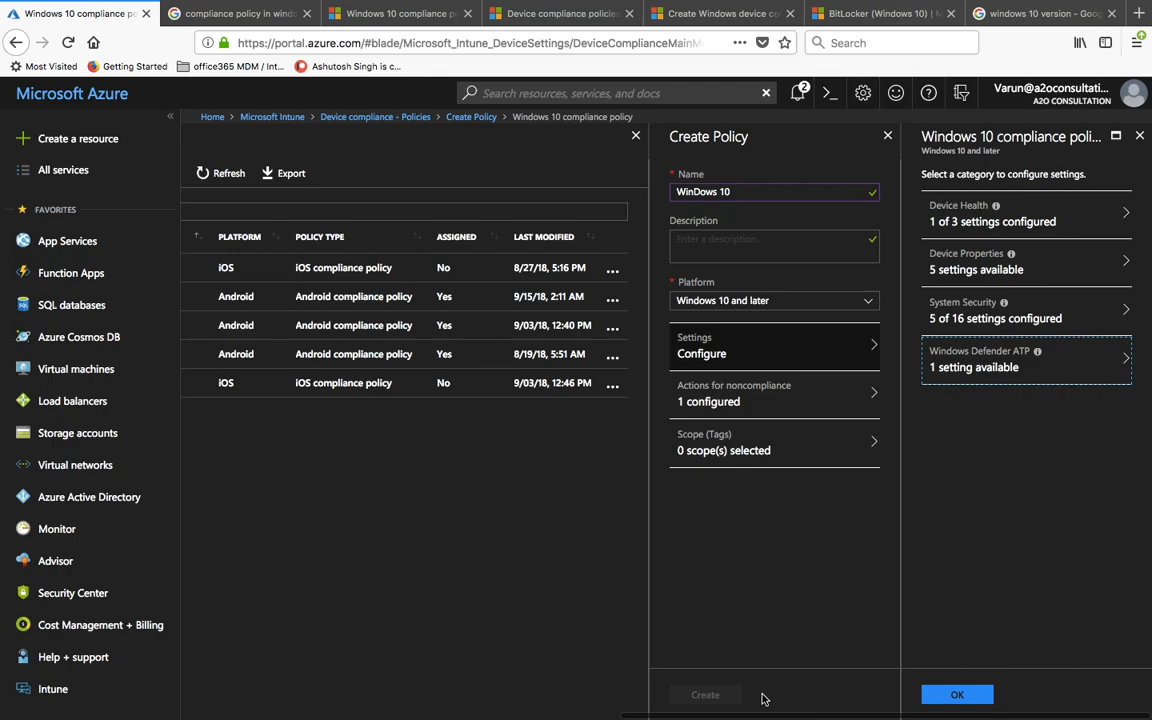 Windows 10 compliance po
compliance policy in wind
Windows 10 compliance po
Device compliance policies
Create Windows device co
BitLocker (Windows 10) | M
windows 10 version - Goog
https://portal.azure.com/#blade/Microsoft_Intune_DeviceSettings/DeviceComplianceMainM
Search
Most Visited
Getting Started
office365 MDM / Int...
Ashutosh Singh is c...
Microsoft Azure
Search resources, services, and docs
2
Varun@a2oconsultati...
A2O CONSULTATION
Home > Microsoft Intune > Device compliance - Policies > Create Policy > Windows 10 compliance policy
Create a resource
All services
FAVORITES
App Services
Function Apps
SQL databases
Azure Cosmos DB
Virtual machines
Load balancers
Storage accounts
Virtual networks
Azure Active Directory
Monitor
Advisor
Security Center
Cost Management + Billing
Help + support
Intune
Refresh
Export
PLATFORM POLICY TYPE ASSIGNED LAST MODIFIED
iOS iOS compliance policy No 8/27/18, 5:16 PM ...
Android Android compliance policy Yes 9/15/18, 2:11 AM ...
Android Android compliance policy Yes 9/03/18, 12:40 PM ...
Android Android compliance policy Yes 8/19/18, 5:51 AM ...
iOS iOS compliance policy No 9/03/18, 12:46 PM ...
Create Policy
* Name
WinDows 10
Description
Enter a description...
* Platform
Windows 10 and later
Settings
Configure
Actions for noncompliance
1 configured
Scope (Tags)
0 scope(s) selected
Create
Windows 10 compliance poli...
Windows 10 and later
Select a category to configure settings.
Device Health
1 of 3 settings configured
Device Properties
5 settings available
System Security
5 of 16 settings configured
Windows Defender ATP
1 setting available
OK